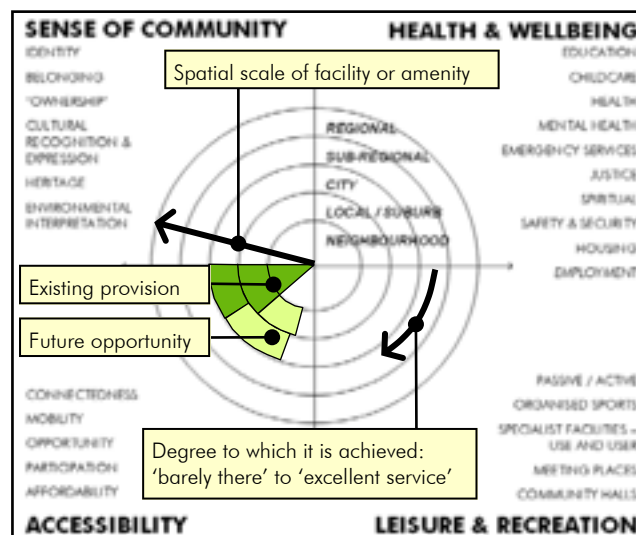 SENSE OF COMMUNITY
IDENTITY
BELONGING
"OWNERSHIP"
CULTURAL
RECOGNITION &
EXPRESSION
HERITAGE
ENVIRONMENTAL
INTERPRETATION
HEALTH & WELLBEING
EDUCATION
CHILDCARE
HEALTH
MENTAL HEALTH
EMERGENCY SERVICES
JUSTICE
SPIRITUAL
SAFETY & SECURITY
HOUSING
EMPLOYMENT
Spatial scale of facility or amenity
REGIONAL
SUB-REGIONAL
CITY
LOCAL / SUBURB
NEIGHBOURHOOD
Existing provision
Future opportunity
Degree to which it is achieved:
‘barely there’ to ‘excellent service’
CONNECTEDNESS
MOBILITY
OPPORTUNITY
PARTICIPATION
AFFORDABILITY
ACCESSIBILITY
PASSIVE / ACTIVE
ORGANISED SPORTS
SPECIALIST FACILITIES –
USE AND USER
MEETING PLACES
COMMUNITY HALLS
LEISURE & RECREATION